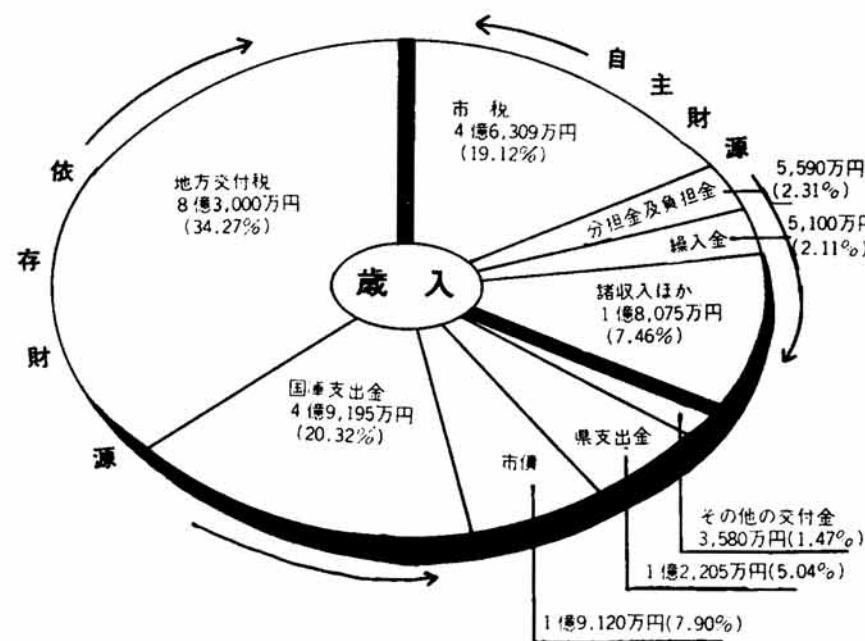 自主財源
市税
4億6,309万円
(19.12%)
5,590万円
(2.31%)
分担金及負担金
5,100万円
(2.11%)
繰入金
諸収入ほか
1億8,075万円
(7.46%)
歳入
依存財源
地方交付税
8億3,000万円
(34.27%)
国庫支出金
4億9,195万円
(20.32%)
市債
県支出金
その他の交付金
3,580万円(1.47%)
1億2,205万円(5.04%)
1億9.120万円(7.90%)